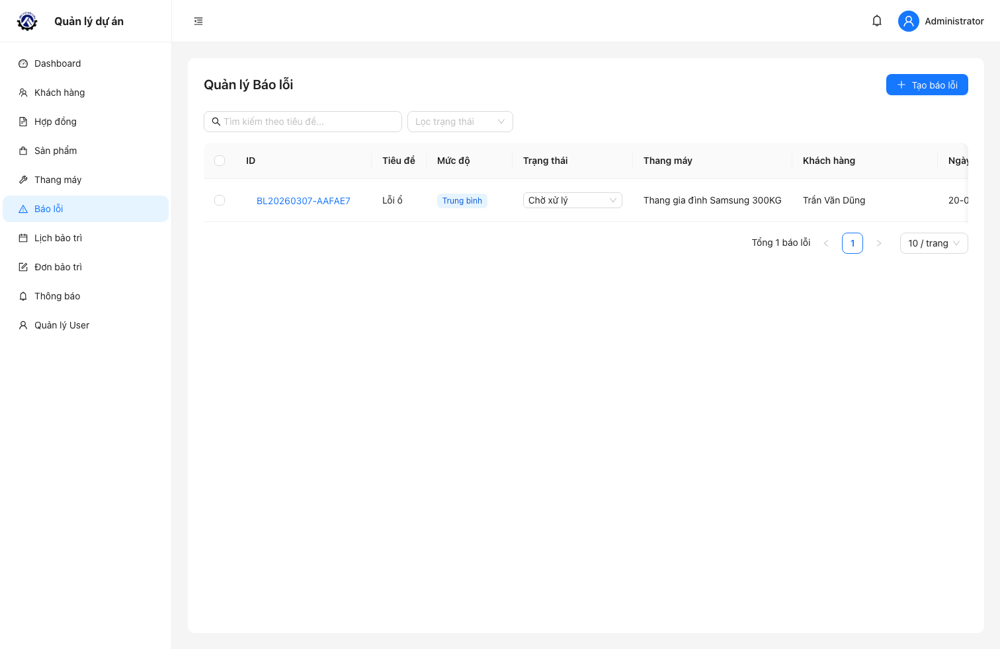 Quản lý dự án
Administrator
Dashboard
Khách hàng
Hợp đồng
Sản phẩm
Thang máy
Báo lỗi
Lịch bảo trì
Đơn bảo trì
Thông báo
Quản lý User
Quản lý Báo lỗi
Tạo báo lỗi
Tìm kiếm theo tiêu đề...
Lọc trạng thái
ID Tiêu đề Mức độ Trạng thái Thang máy Khách hàng Ngày
BL20260307-AAFAE7 Lỗi ổ Trung bình Chờ xử lý Thang gia đình Samsung 300KG Trần Văn Dũng 20-0
Tổng 1 báo lỗi 1 10 / trang